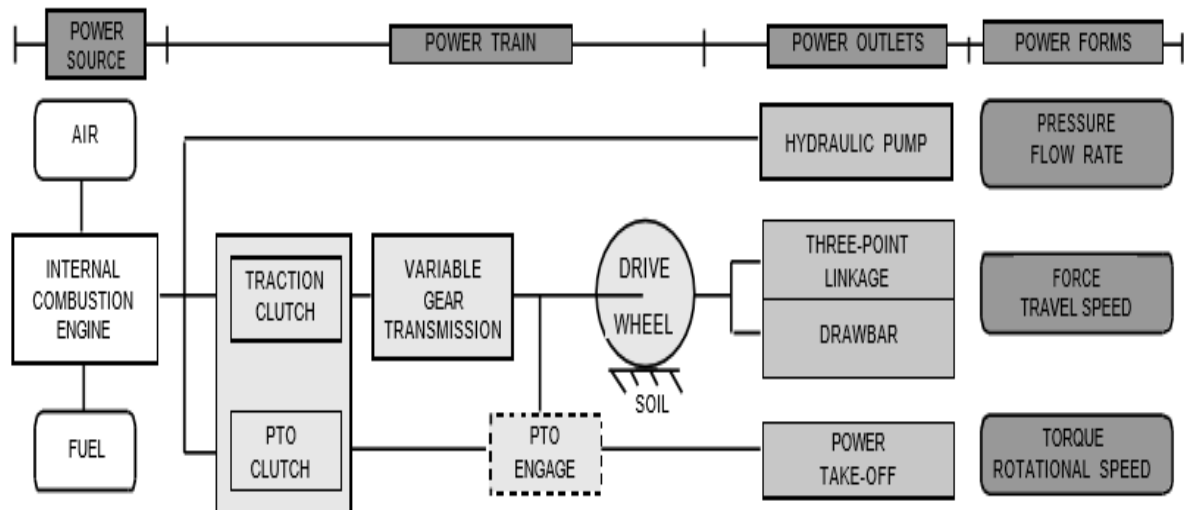 POWER
SOURCE
POWER TRAIN
POWER OUTLETS
POWER FORMS
AIR
HYDRAULIC PUMP
PRESSURE
FLOW RATE
INTERNAL
COMBUSTION
ENGINE
TRACTION
CLUTCH
VARIABLE
GEAR
TRANSMISSION
DRIVE
WHEEL
SOIL
THREE-POINT
LINKAGE
DRAWBAR
FORCE
TRAVEL SPEED
FUEL
PTO
CLUTCH
PTO
ENGAGE
POWER
TAKE-OFF
TORQUE
ROTATIONAL SPEED